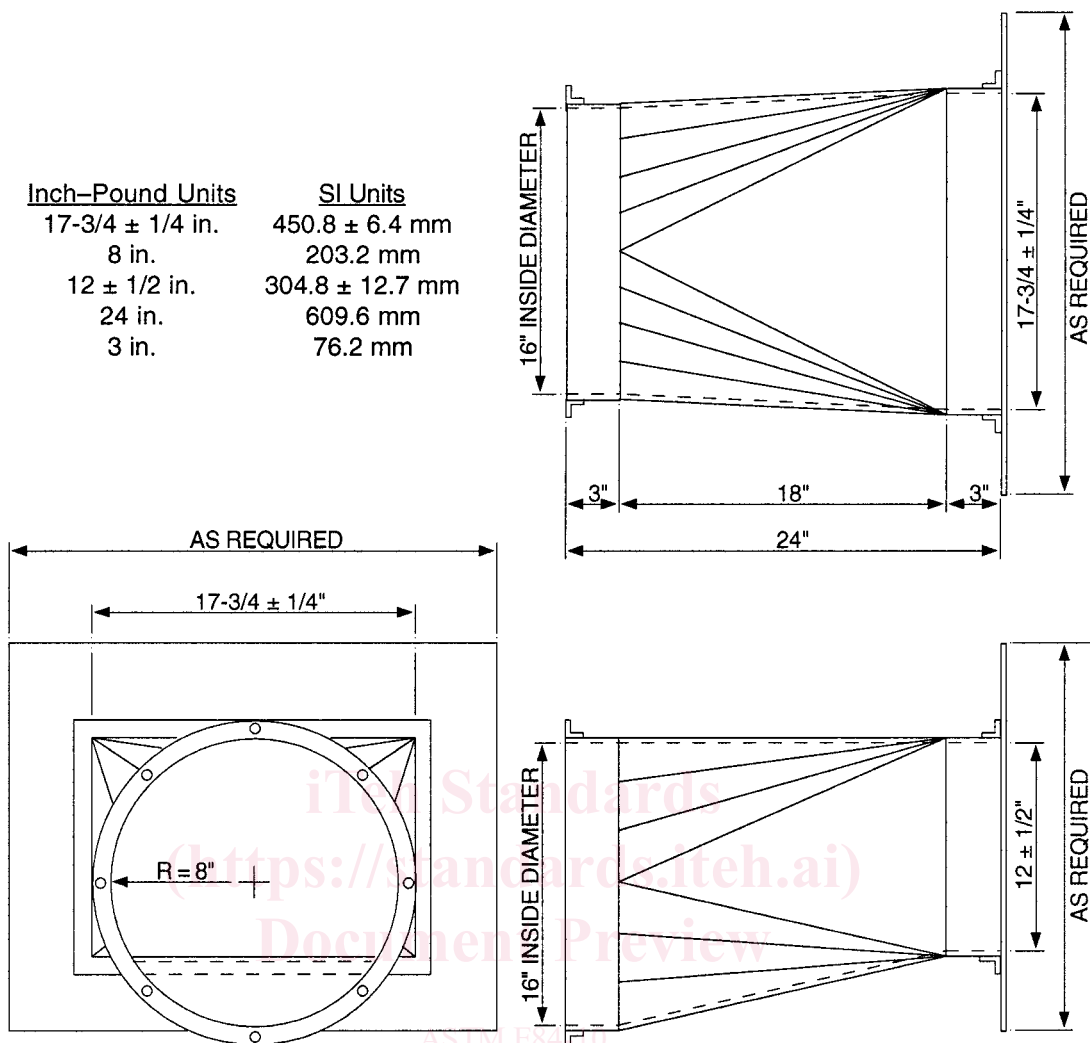 Inch–Pound Units SI Units
17-3/4 ± 1/4 in. 450.8 ± 6.4 mm
8 in. 203.2 mm
12 ± 1/2 in. 304.8 ± 12.7 mm
24 in. 609.6 mm
3 in. 76.2 mm
16" INSIDE DIAMETER
17-3/4 ± 1/4"
AS REQUIRED
3"
18"
3"
24"
AS REQUIRED
17-3/4 ± 1/4"
R = 8"
16" INSIDE DIAMETER
12 ± 1/2"
AS REQUIRED
iTeh Standards
(https://standards.iteh.ai)
Document Preview